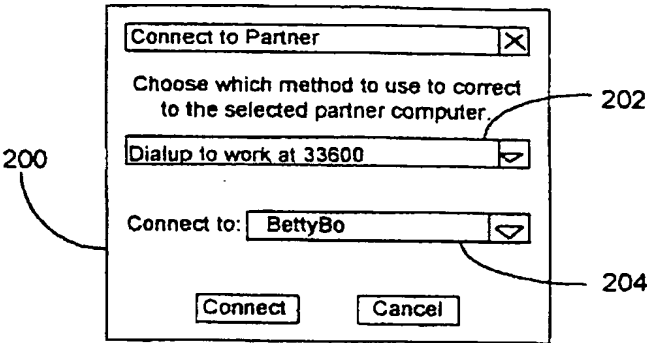 Connect to Partner
Choose which method to use to correct
to the selected partner computer.
202
Dialup to work at 33600
200
Connect to: BettyBo
204
Connect Cancel